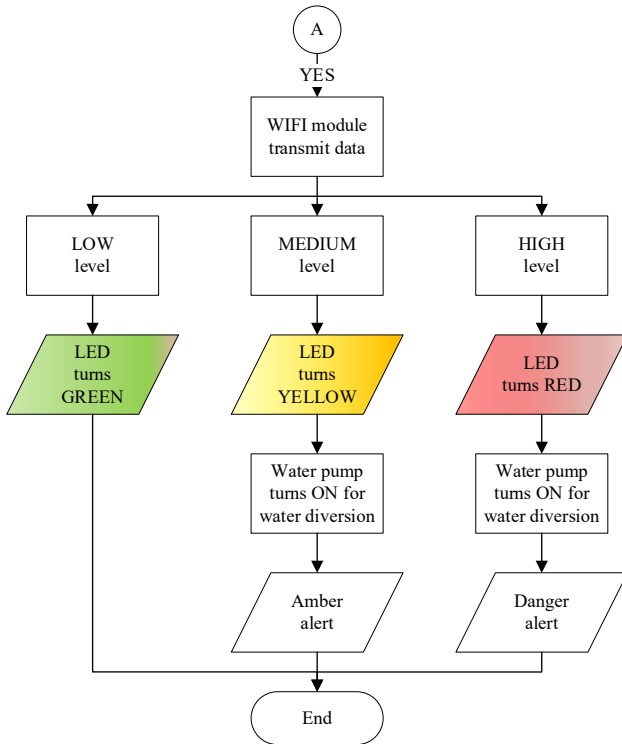 A
YES
WIFI module
transmit data
LOW
level
MEDIUM
level
HIGH
level
LED
turns
GREEN
LED
turns
YELLOW
LED
turns RED
Water pump
turns ON for
water diversion
Water pump
turns ON for
water diversion
Amber
alert
Danger
alert
End